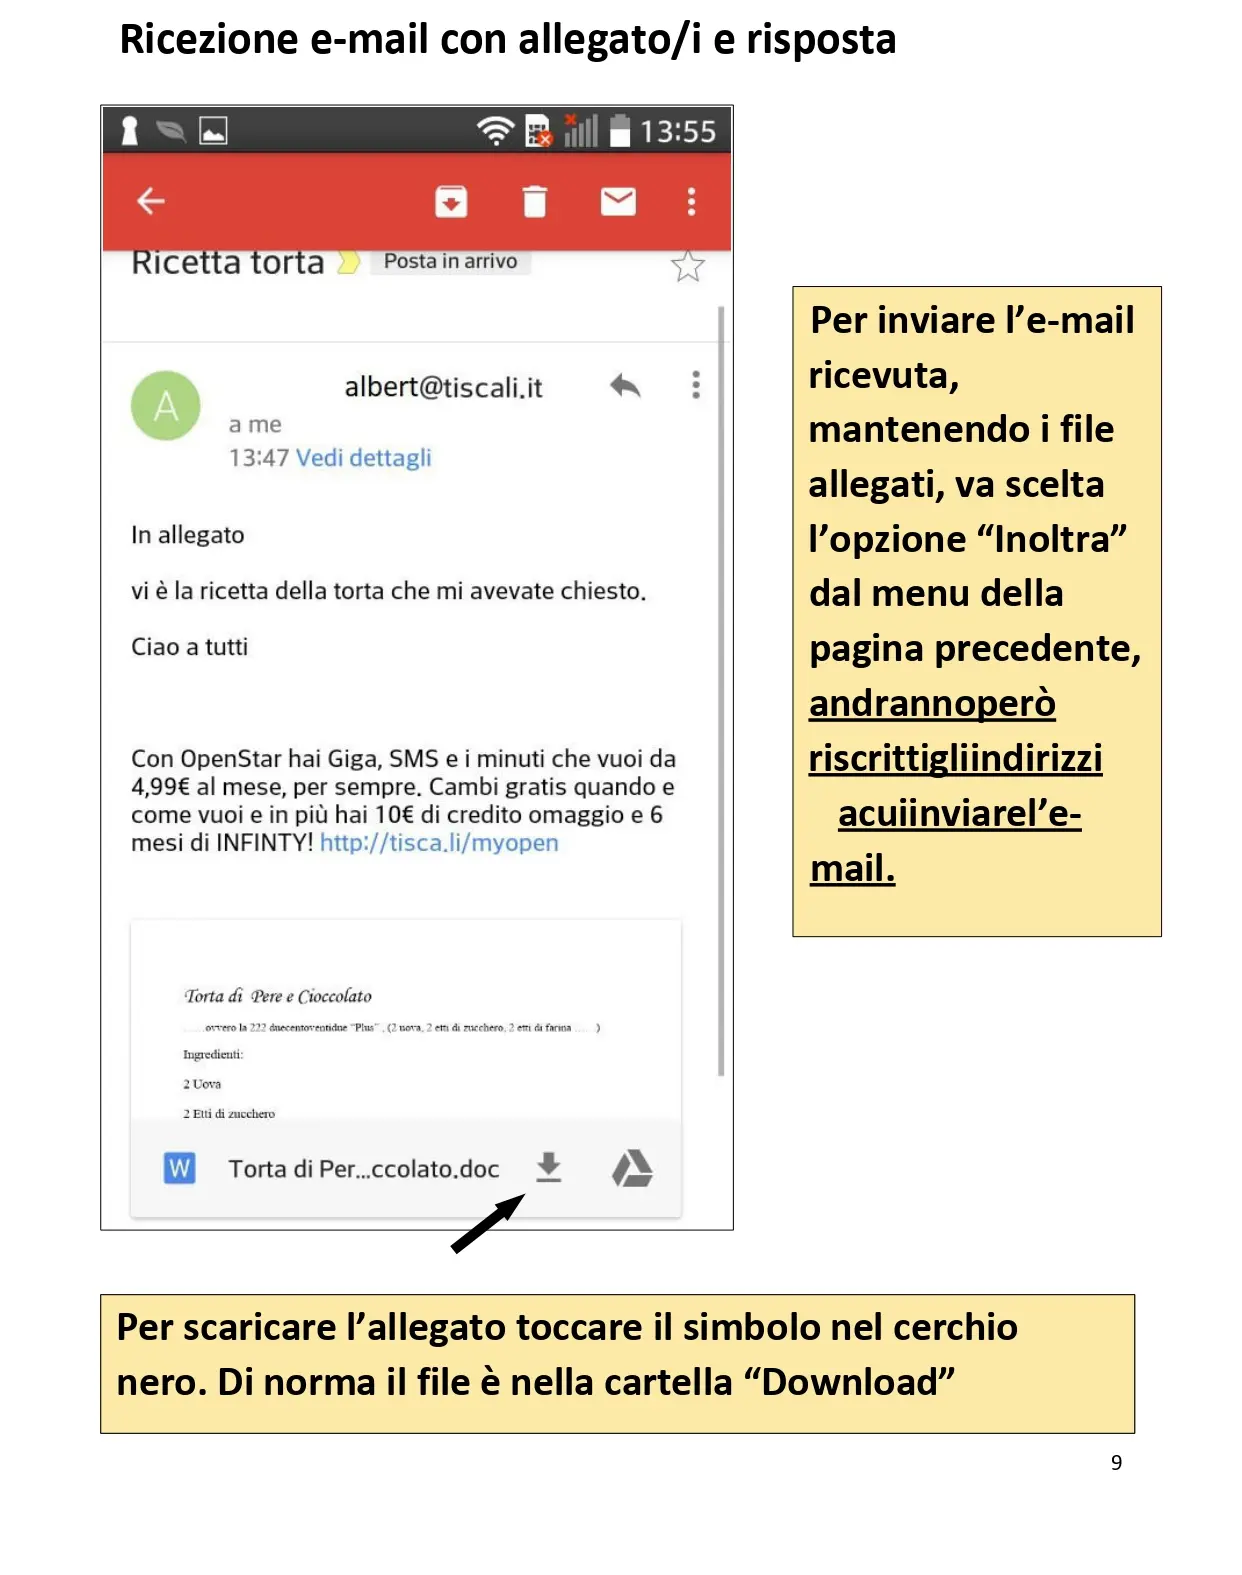 Ricezione e-mail con allegato/i e risposta
13:55
Ricetta torta
Posta in arrivo
A
albert@tiscali.it
a me
13:47 Vedi dettagli
In allegato
vi è la ricetta della torta che mi avevate chiesto.
Ciao a tutti
Con OpenStar hai Giga, SMS e i minuti che vuoi da
4,99€ al mese, per sempre. Cambi gratis quando e
come vuoi e in più hai 10€ di credito omaggio e 6
mesi di INFINTY! http://tisca.li/myopen
Torta di Pere e Cioccolato
......ovvero la 222 duecentoventidue "Plus" , (2 uova, 2 etti di zucchero, 2 etti di farina ...... )
Ingredienti:
2 Uova
2 Etti di zucchero
W
Torta di Per...ccolato.doc
Per inviare l’e-mail
ricevuta,
mantenendo i file
allegati, va scelta
l’opzione “Inoltra”
dal menu della
pagina precedente,
andrannoperò
riscrittigliindirizzi
acuiinviarel’e-
mail.
Per scaricare l’allegato toccare il simbolo nel cerchio
nero. Di norma il file è nella cartella “Download”
9